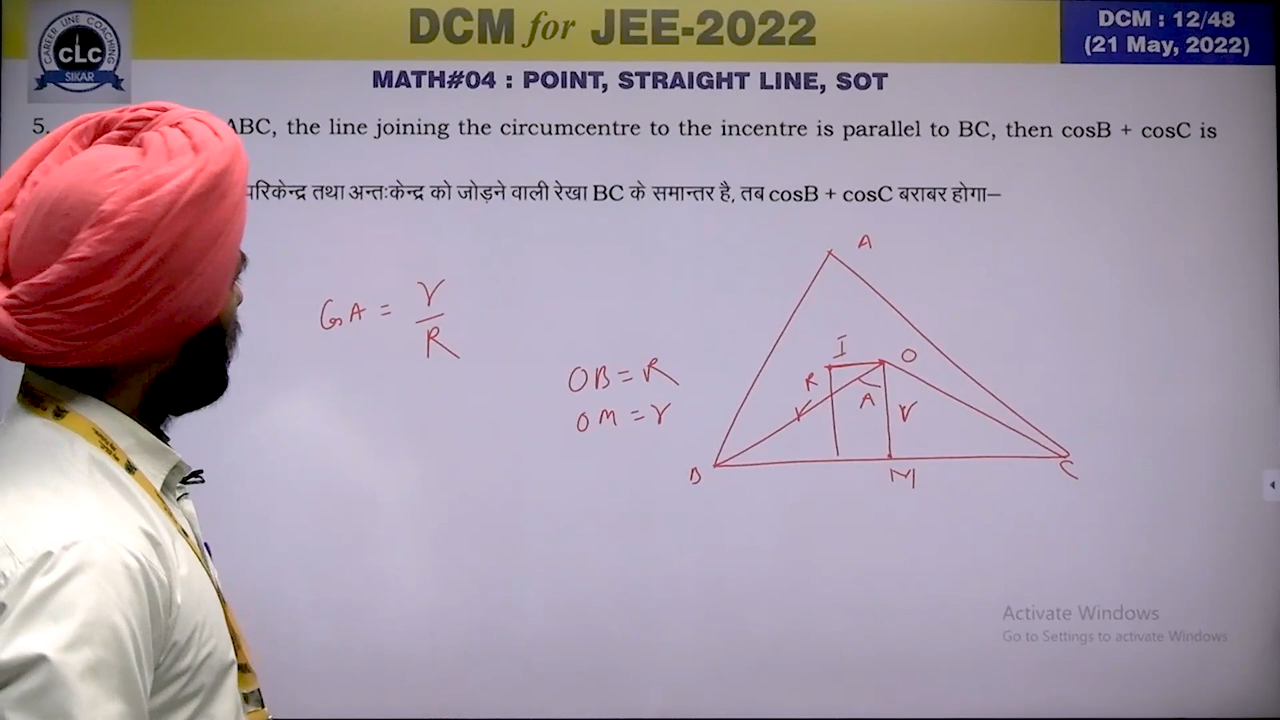 DCM for JEE-2022
DCM : 12/48
(21 May, 2022)
CAREER LINE COACHING
CLC
SIKAR
MATH#04 : POINT, STRAIGHT LINE, SOT
5. ABC, the line joining the circumcentre to the incentre is parallel to BC, then cosB + cosC is
परिकेन्द्र तथा अन्तःकेन्द्र को जोड़ने वाली रेखा BC के समान्तर है, तब cosB + cosC बराबर होगा–
A
r
A =
R
I
O
OB = R
R
A
r
OM = r
B
M
C
Activate Windows
Go to Settings to activate Windows